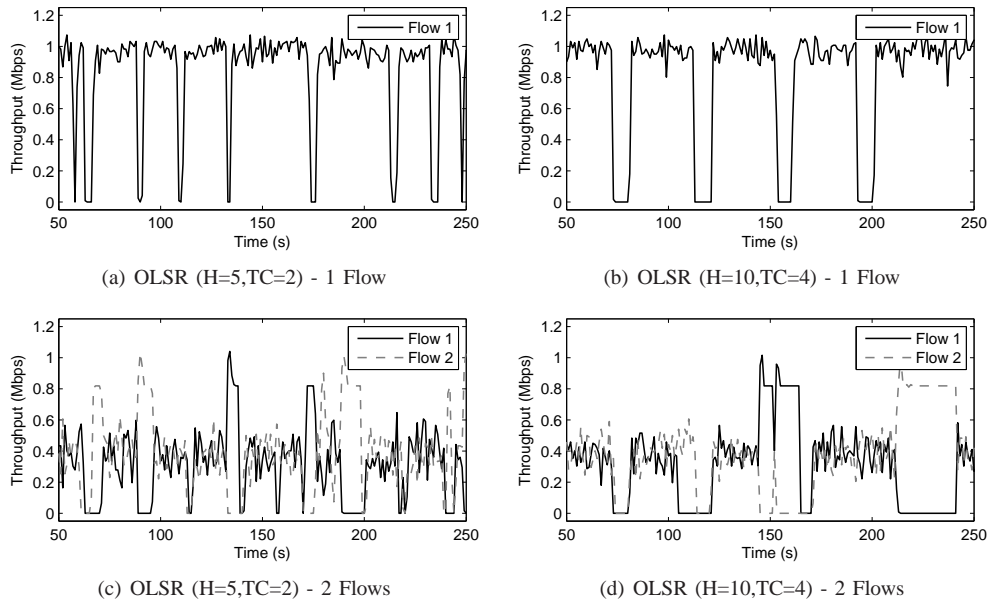 1.2
1
0.8
0.6
0.4
0.2
0
Throughput (Mbps)
Flow 1
50 100 150 200 250
Time (s)
(a) OLSR (H=5,TC=2) - 1 Flow
1.2
1
0.8
0.6
0.4
0.2
0
Throughput (Mbps)
Flow 1
50 100 150 200 250
Time (s)
(b) OLSR (H=10,TC=4) - 1 Flow
1.2
1
0.8
0.6
0.4
0.2
0
Throughput (Mbps)
Flow 1
Flow 2
50 100 150 200 250
Time (s)
(c) OLSR (H=5,TC=2) - 2 Flows
1.2
1
0.8
0.6
0.4
0.2
0
Throughput (Mbps)
Flow 1
Flow 2
50 100 150 200 250
Time (s)
(d) OLSR (H=10,TC=4) - 2 Flows